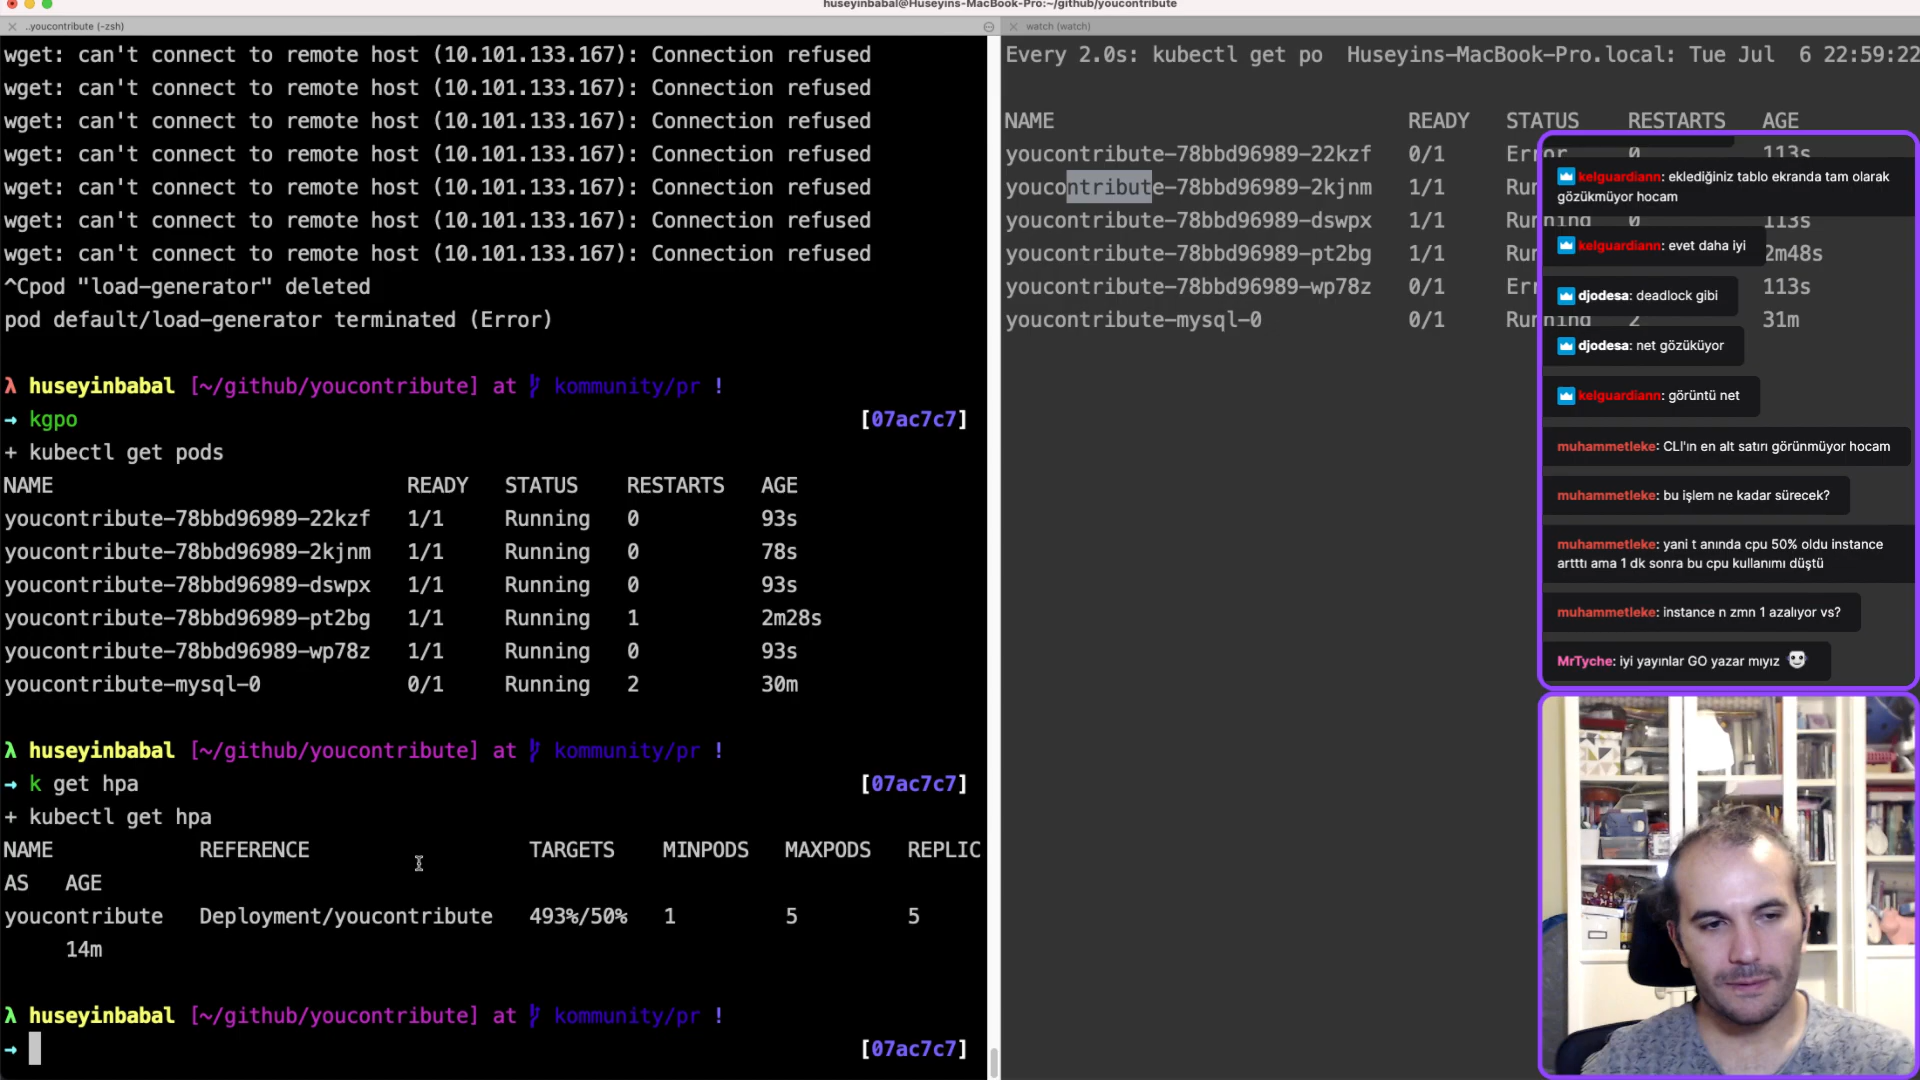 huseyinbabal@Huseyins-MacBook-Pro:~/github/youcontribute
..youcontribute (-zsh)
wget: can't connect to remote host (10.101.133.167): Connection refused
wget: can't connect to remote host (10.101.133.167): Connection refused
wget: can't connect to remote host (10.101.133.167): Connection refused
wget: can't connect to remote host (10.101.133.167): Connection refused
wget: can't connect to remote host (10.101.133.167): Connection refused
wget: can't connect to remote host (10.101.133.167): Connection refused
wget: can't connect to remote host (10.101.133.167): Connection refused
^Cpod "load-generator" deleted
pod default/load-generator terminated (Error)
λ huseyinbabal [~/github/youcontribute] at kommunity/pr !
→ kgpo [07ac7c7]
+ kubectl get pods
NAME READY STATUS RESTARTS AGE
youcontribute-78bbd96989-22kzf 1/1 Running 0 93s
youcontribute-78bbd96989-2kjnm 1/1 Running 0 78s
youcontribute-78bbd96989-dswpx 1/1 Running 0 93s
youcontribute-78bbd96989-pt2bg 1/1 Running 1 2m28s
youcontribute-78bbd96989-wp78z 1/1 Running 0 93s
youcontribute-mysql-0 0/1 Running 2 30m
λ huseyinbabal [~/github/youcontribute] at kommunity/pr !
→ k get hpa [07ac7c7]
+ kubectl get hpa
NAME REFERENCE TARGETS MINPODS MAXPODS REPLIC
AS AGE
youcontribute Deployment/youcontribute 493%/50% 1 5 5
14m
λ huseyinbabal [~/github/youcontribute] at kommunity/pr !
→ [07ac7c7]
watch (watch)
Every 2.0s: kubectl get po Huseyins-MacBook-Pro.local: Tue Jul 6 22:59:22
NAME READY STATUS RESTARTS AGE
youcontribute-78bbd96989-22kzf 0/1 Error 0 113s
youcontribute-78bbd96989-2kjnm 1/1 Run
youcontribute-78bbd96989-dswpx 1/1 Running 0 113s
youcontribute-78bbd96989-pt2bg 1/1 Run 2m48s
youcontribute-78bbd96989-wp78z 0/1 Err 113s
youcontribute-mysql-0 0/1 Running 2 31m
kelguardiann: eklediğiniz tablo ekranda tam olarak
gözükmüyor hocam
kelguardiann: evet daha iyi
djodesa: deadlock gibi
djodesa: net gözüküyor
kelguardiann: görüntü net
muhammetleke: CLI'ın en alt satırı görünmüyor hocam
muhammetleke: bu işlem ne kadar sürecek?
muhammetleke: yani t anında cpu 50% oldu instance
artttı ama 1 dk sonra bu cpu kullanımı düştü
muhammetleke: instance n zmn 1 azalıyor vs?
MrTyche: iyi yayınlar GO yazar mıyız